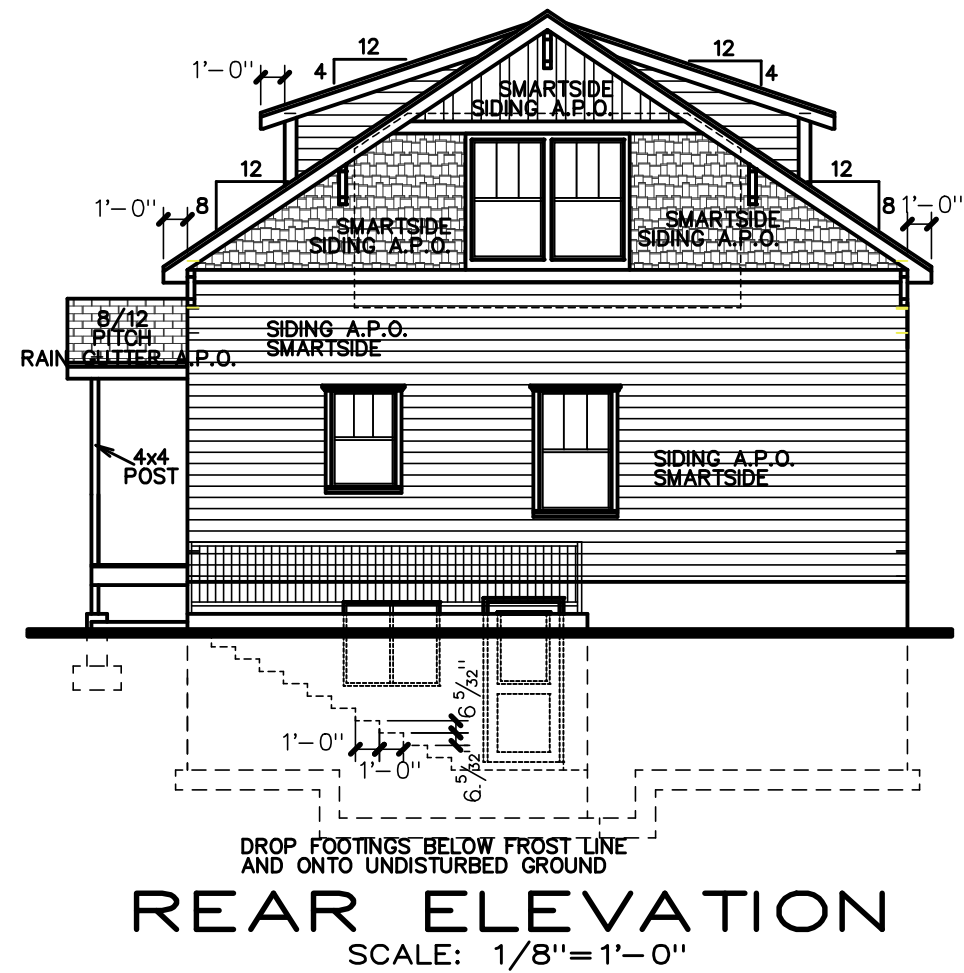 12
12
1'-0"
4
4
SMARTSIDE
SIDING A.P.O.
12
12
1'-0"
8
8
1'-0"
SMARTSIDE
SIDING A.P.O.
SMARTSIDE
SIDING A.P.O.
8/12
PITCH
RAIN GUTTER A.P.O.
SIDING A.P.O.
SMARTSIDE
4x4
POST
SIDING A.P.O.
SMARTSIDE
6 5/32"
1'-0"
1'-0"
6 5/32"
DROP FOOTINGS BELOW FROST LINE
AND ONTO UNDISTURBED GROUND
REAR ELEVATION
SCALE: 1/8"=1'-0"